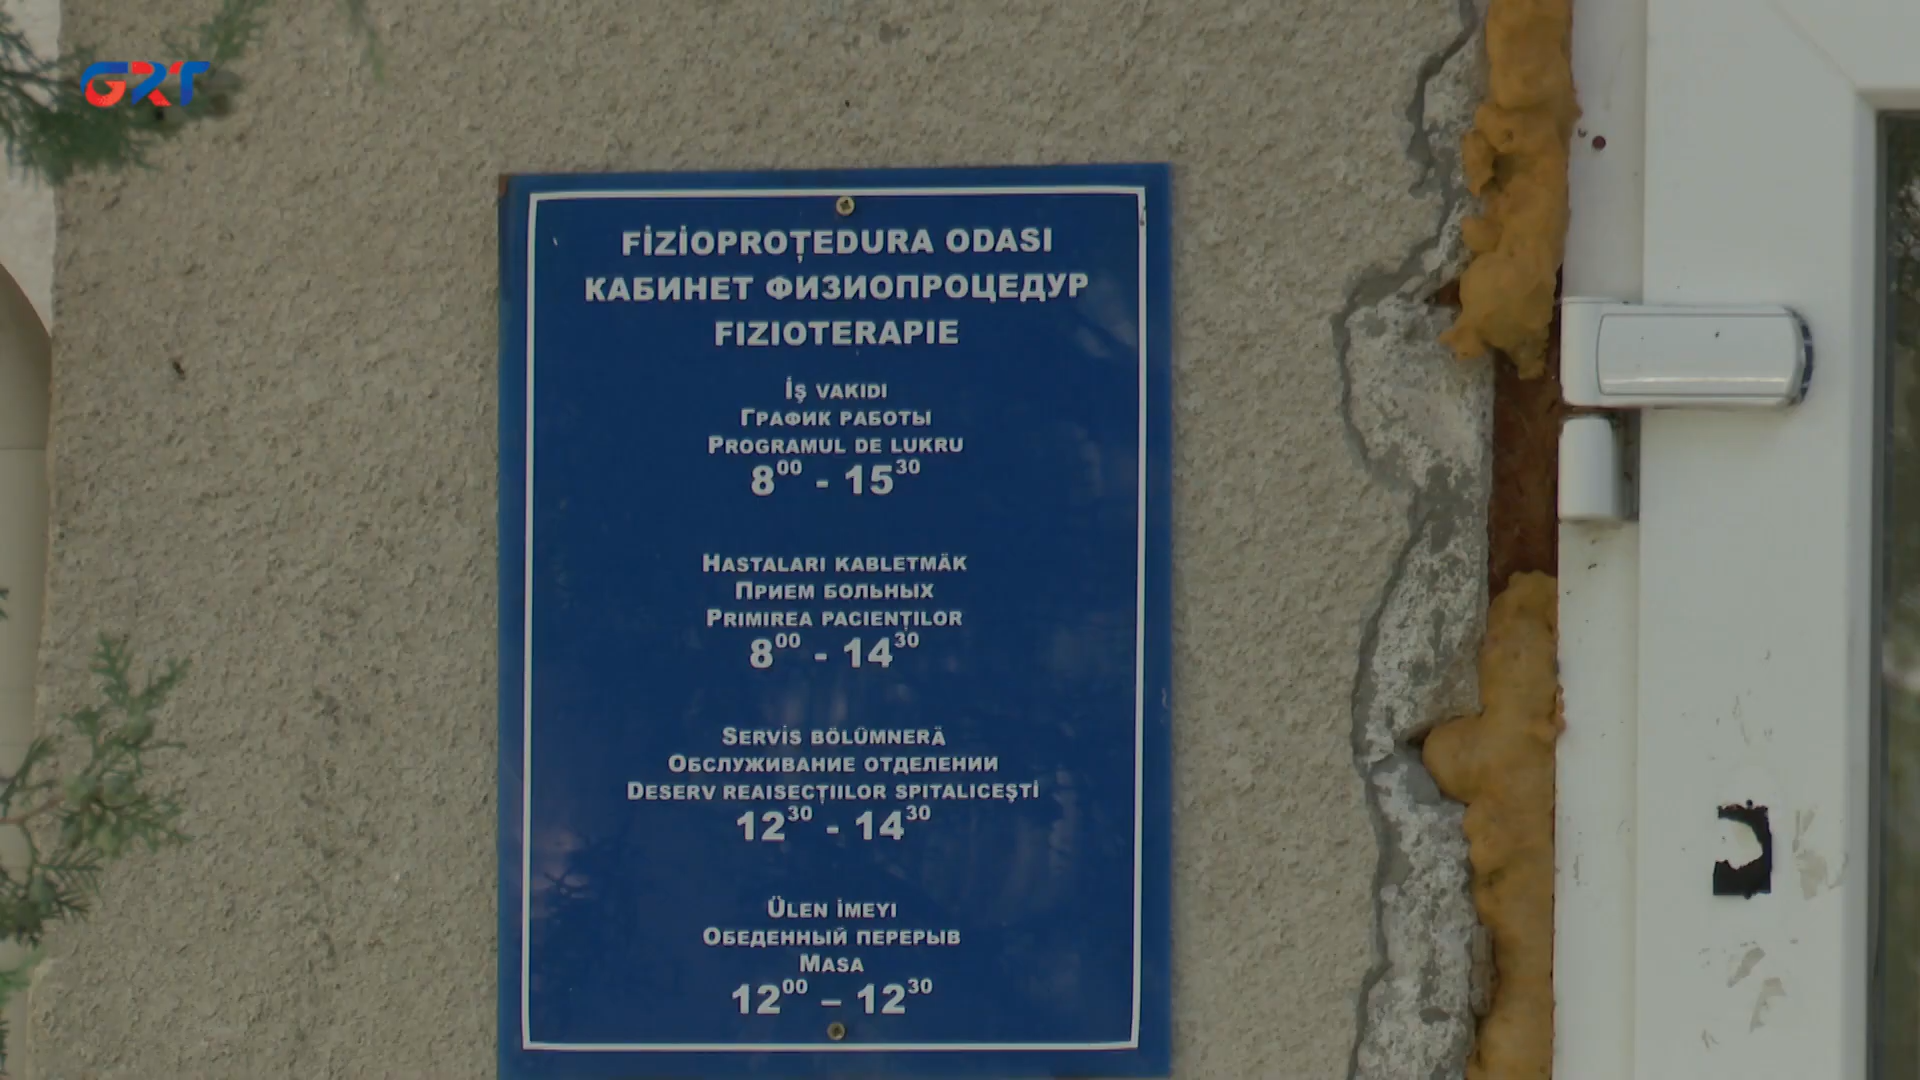 GRT
FİZİOPROŢEDURA ODASI
КАБИНЕТ ФИЗИОПРОЦЕДУР
FIZIOTERAPIE
İŞ VAKIDI
ГРАФИК РАБОТЫ
PROGRAMUL DE LUKRU
8⁰⁰ - 15³⁰
HASTALARI KABLETMÄK
ПРИЕМ БОЛЬНЫХ
PRIMIREA PACIENŢILOR
8⁰⁰ - 14³⁰
SERVİS BÖLÜMNERÄ
ОБСЛУЖИВАНИЕ ОТДЕЛЕНИИ
DESERV REAISECŢIILOR SPITALICEŞTİ
12³⁰ - 14³⁰
ÜLEN İMEYI
ОБЕДЕННЫЙ ПЕРЕРЫВ
MASA
12⁰⁰ – 12³⁰